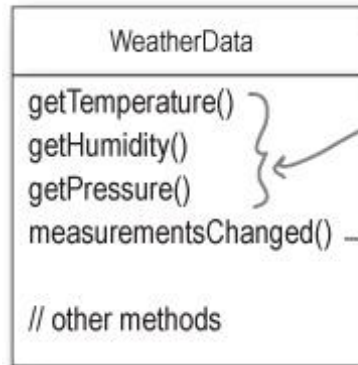 WeatherData
getTemperature()
getHumidity()
getPressure()
measurementsChanged()
// other methods